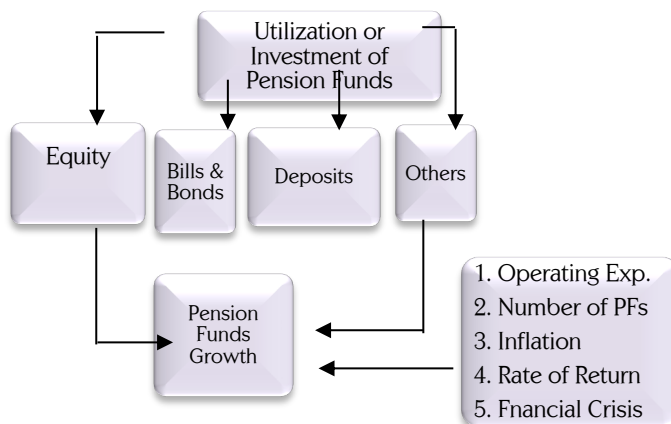 Utilization or
Investment of
Pension Funds
Equity
Bills &
Bonds
Deposits
Others
Pension
Funds
Growth
1. Operating Exp.
2. Number of PFs
3. Inflation
4. Rate of Return
5. Fnancial Crisis